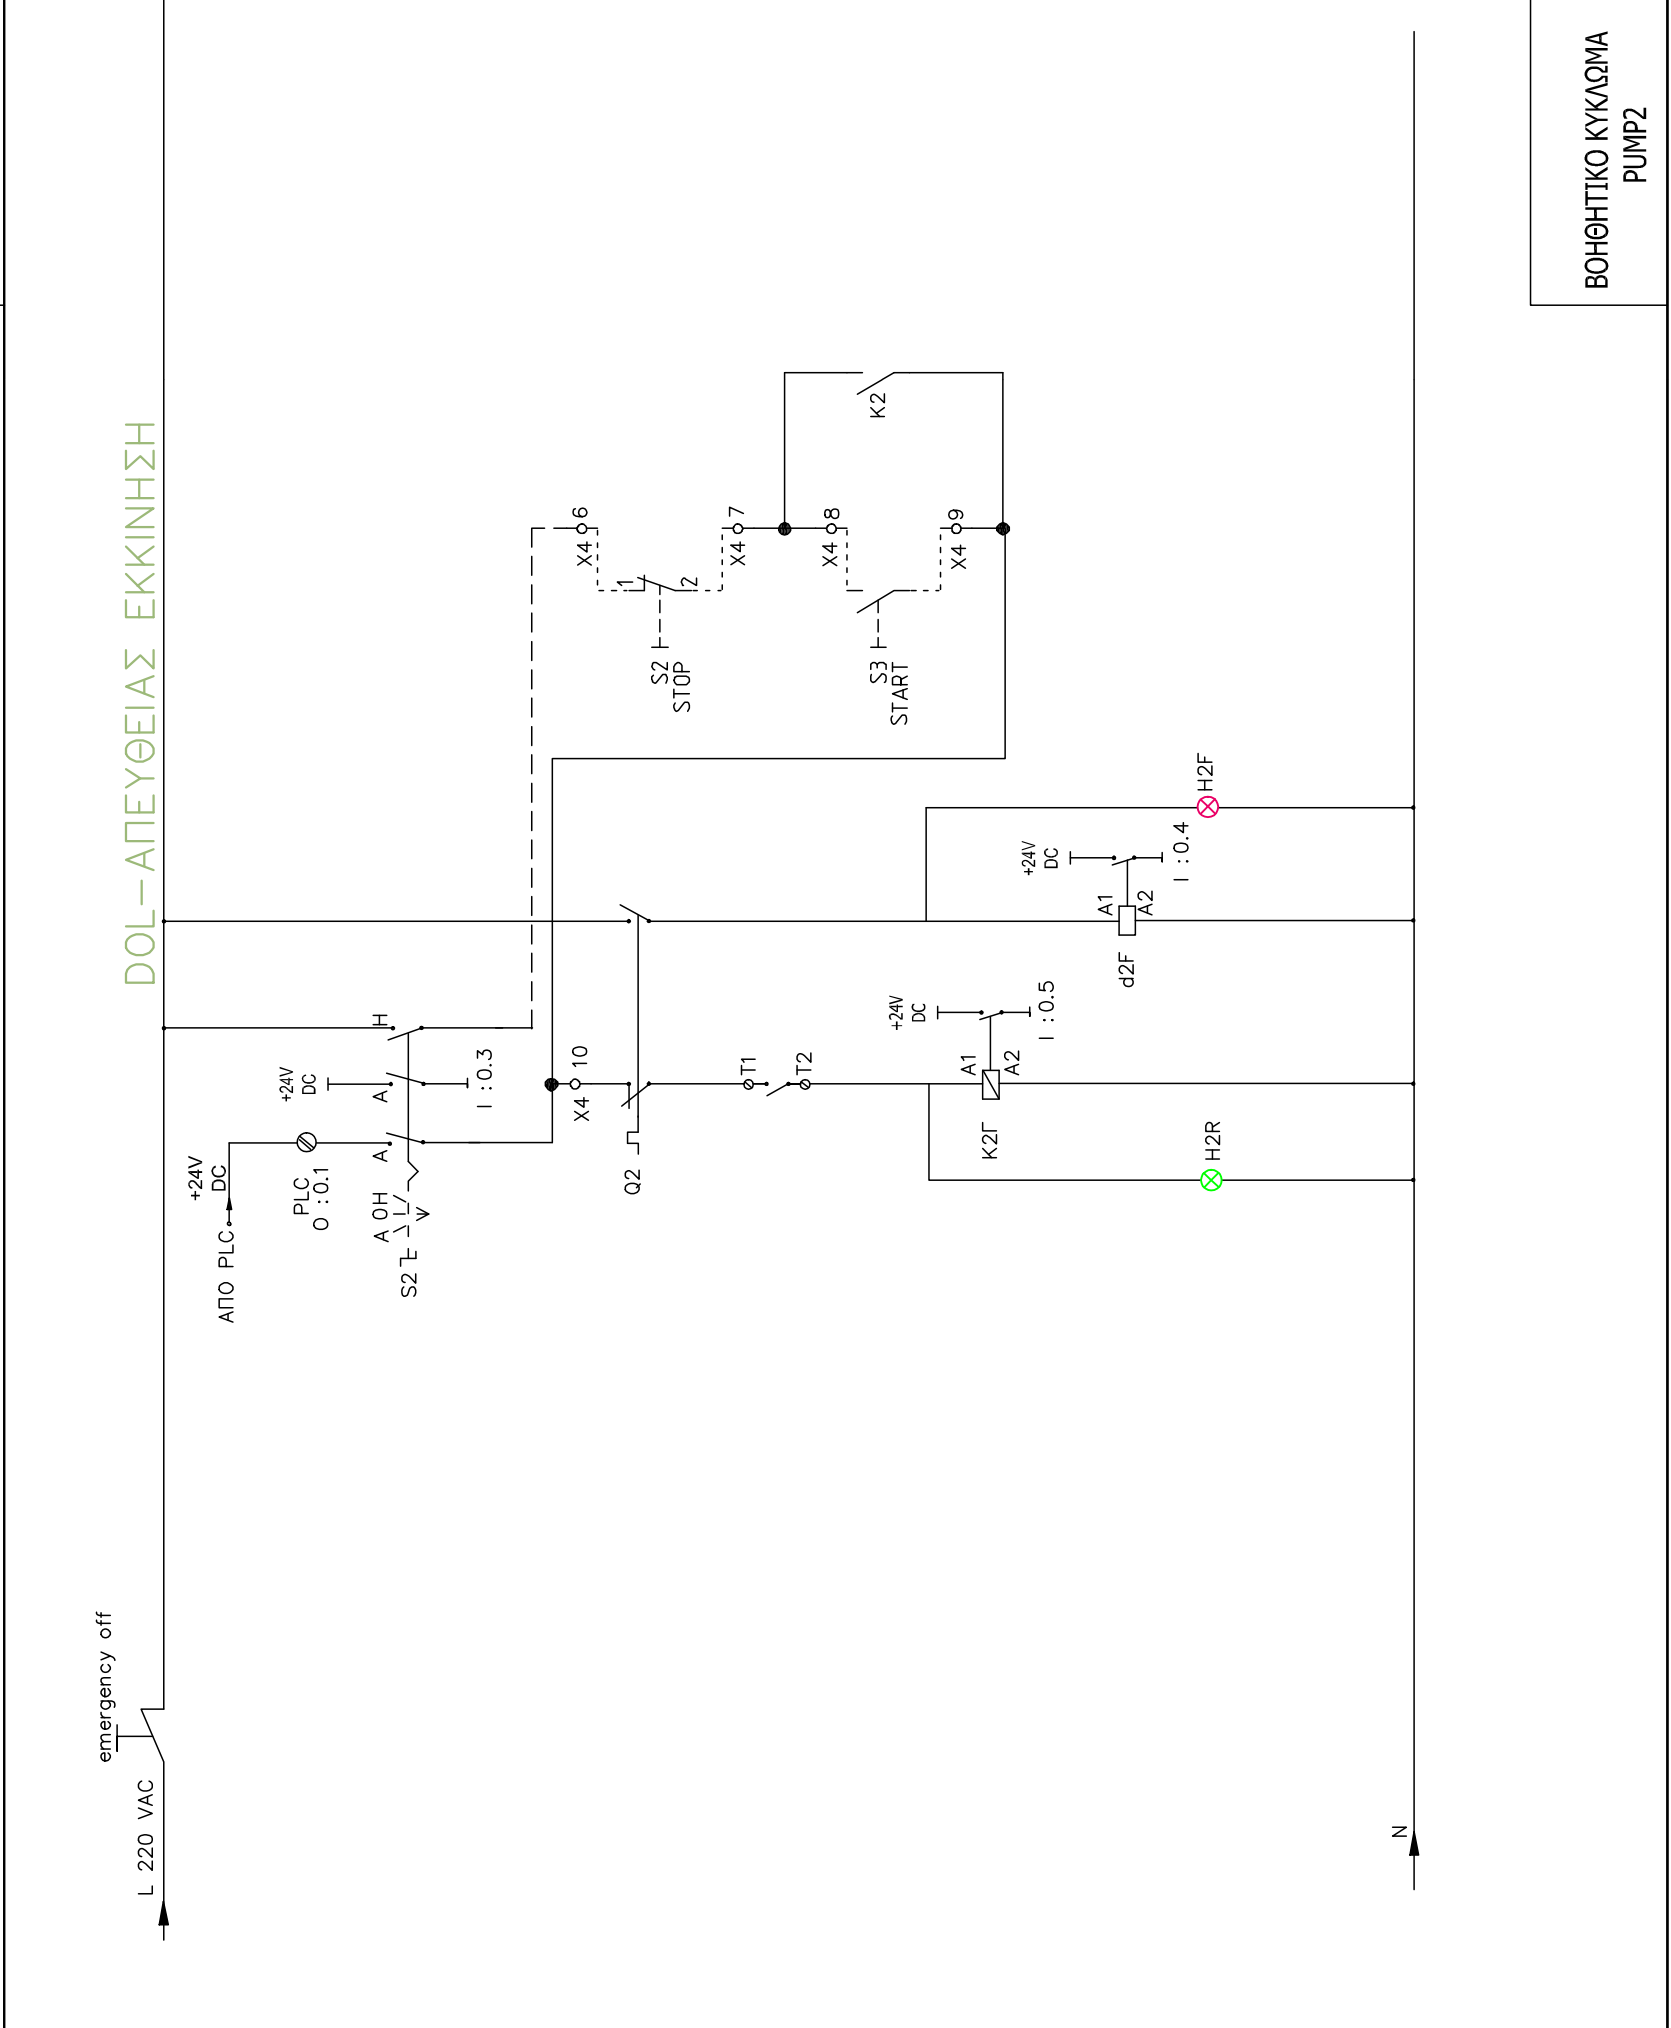 DOL–ΑΠΕΥΘΕΙΑΣ ΕΚΚΙΝΗΣΗ
L 220 VAC
emergency off
ΑΠΟ PLC
+24V
DC
PLC
O :0.1
+24V
DC
A
A
H
I :0.3
A OH
S2
X4
10
Q2
T1
T2
+24V
DC
A1
A2
I :0.5
K2Γ
H2R
+24V
DC
A1
A2
I :0.4
d2F
H2F
X4
6
1
2
S2
STOP
X4
7
X4
8
S3
START
X4
9
K2
N
ΒΟΗΘΗΤΙΚΟ ΚΥΚΛΩΜΑ
PUMP2